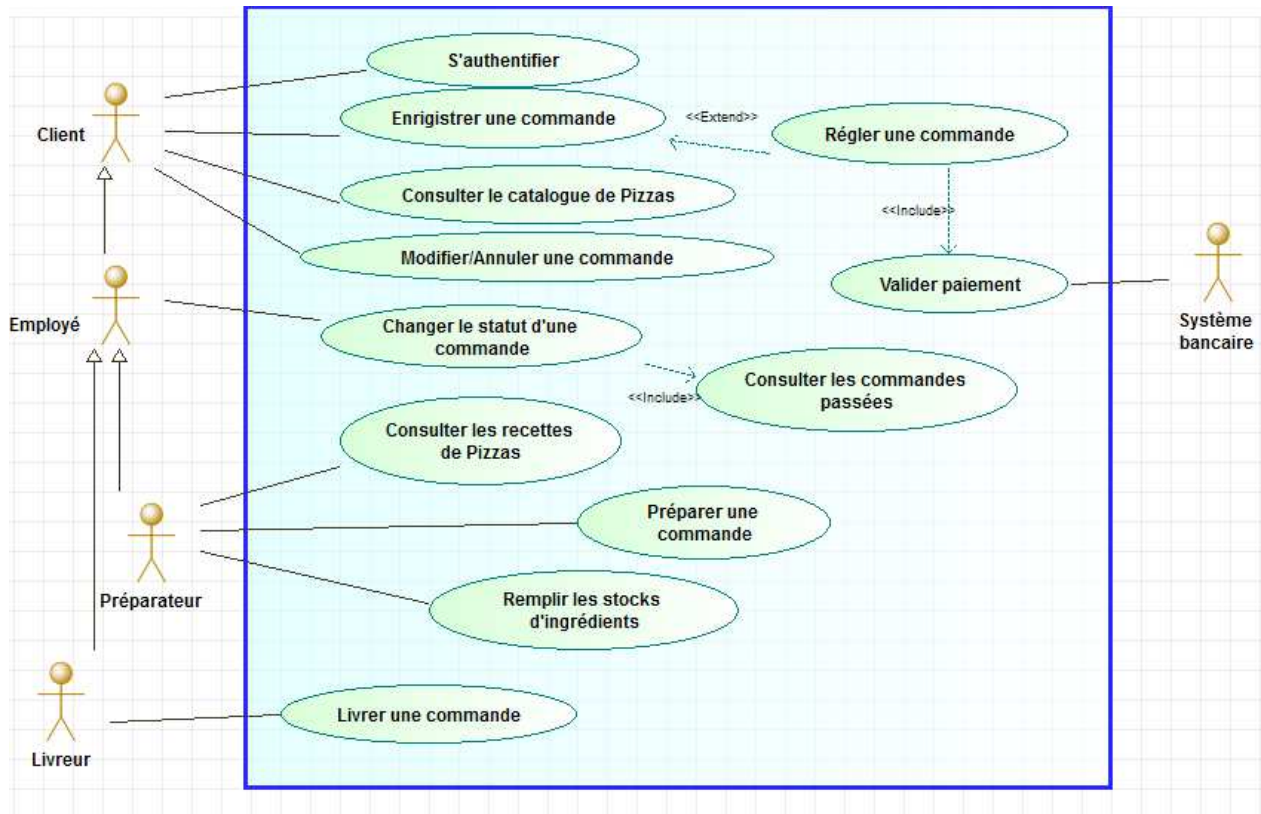 S'authentifier
Client
Enrigistrer une commande
<<Extend>>
Régler une commande
Consulter le catalogue de Pizzas
<<Include>>
Modifier/Annuler une commande
Valider paiement
Système
bancaire
Employé
Changer le statut d'une
commande
<<Include>>
Consulter les commandes
passées
Consulter les recettes
de Pizzas
Préparer une
commande
Préparateur
Remplir les stocks
d'ingrédients
Livrer une commande
Livreur